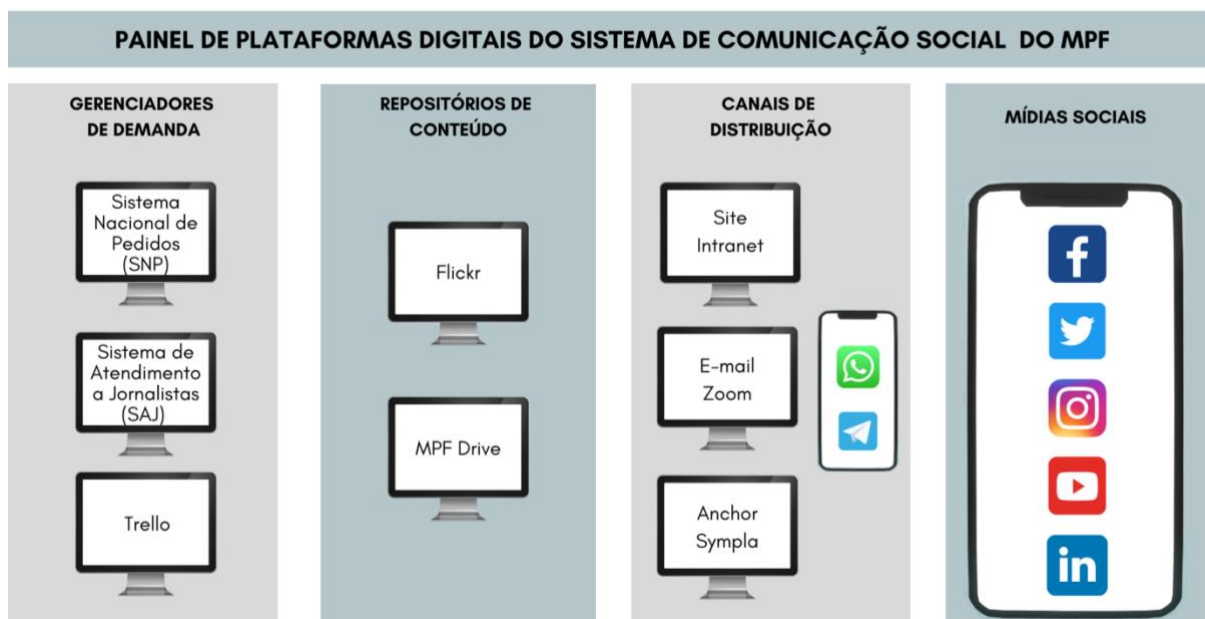 PAINEL DE PLATAFORMAS DIGITAIS DO SISTEMA DE COMUNICAÇÃO SOCIAL DO MPF
GERENCIADORES
DE DEMANDA
Sistema
Nacional de
Pedidos
(SNP)
Sistema de
Atendimento
a Jornalistas
(SAJ)
Trello
REPOSITÓRIOS DE
CONTEÚDO
Flickr
MPF Drive
CANAIS DE
DISTRIBUIÇÃO
Site
Intranet
E-mail
Zoom
Anchor
Sympla
MÍDIAS SOCIAIS
f
in